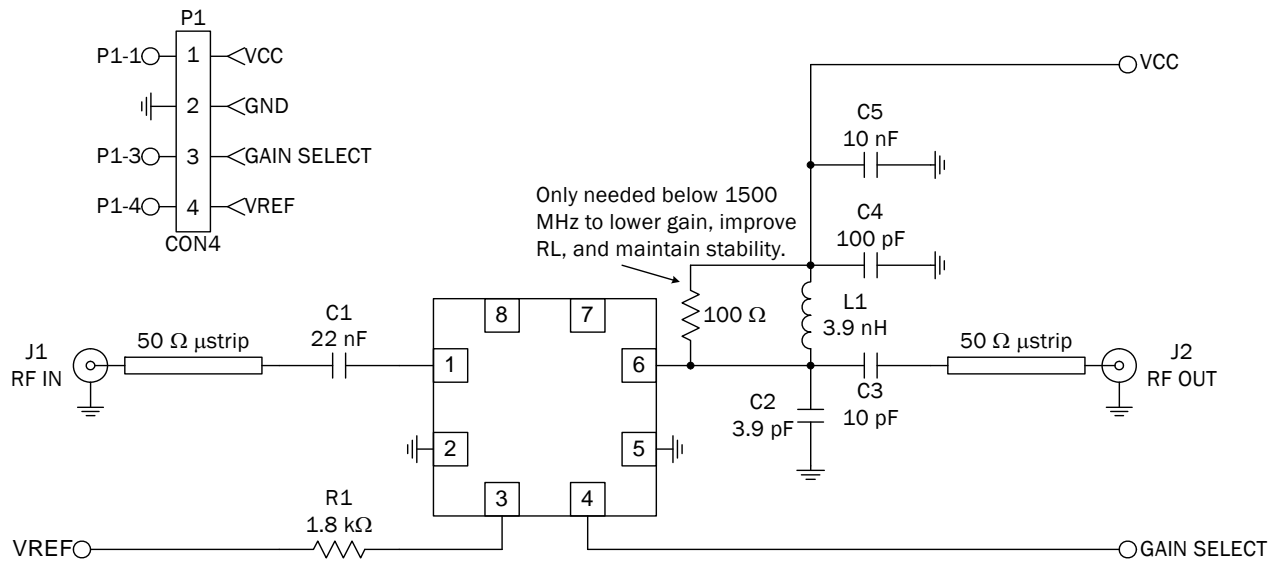 P1
P1-1 1 VCC
2 GND
P1-3 3 GAIN SELECT
P1-4 4 VREF
CON4
VCC
C5
10 nF
Only needed below 1500
MHz to lower gain, improve
RL, and maintain stability.
C4
100 pF
100 Ω
L1
3.9 nH
J1
RF IN
50 Ω µstrip
C1
22 nF
8
7
1
6
2
5
3
4
C2
3.9 pF
C3
10 pF
50 Ω µstrip
J2
RF OUT
R1
1.8 kΩ
VREF
GAIN SELECT